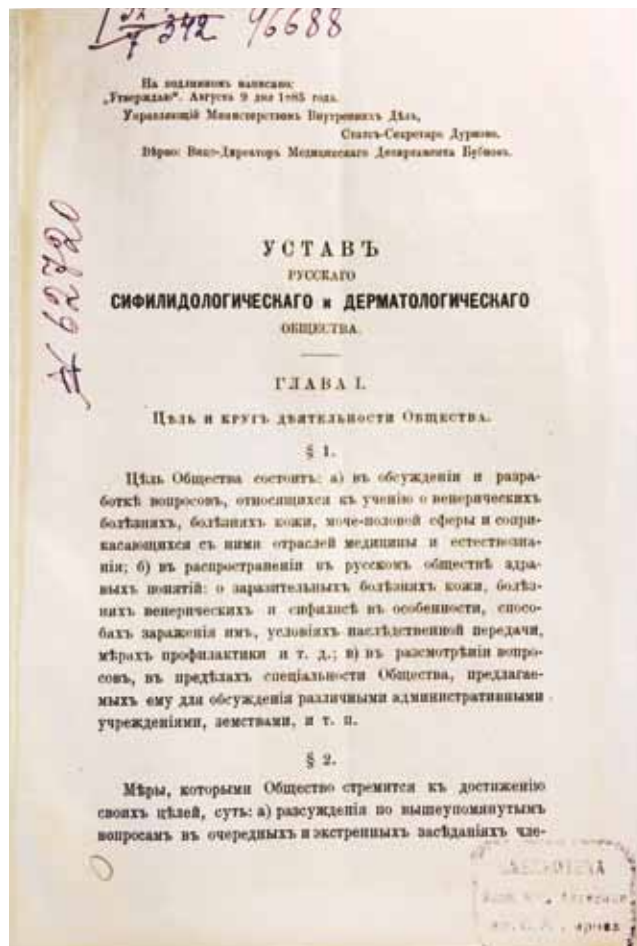 342 96688
На подлинномъ написано:
„Утверждаю“. Августа 9 дня 1885 года.
Управляющій Министерствомъ Внутреннихъ Дѣлъ,
Статсъ-Секретарь Дурново.
Вѣрно: Вице-Директоръ Медицинскаго Департамента Бубновъ.
62720
УСТАВЪ
РУССКАГО
СИФИЛИДОЛОГИЧЕСКАГО и ДЕРМАТОЛОГИЧЕСКАГО
ОБЩЕСТВА.
ГЛАВА I.
Цѣль и кругъ дѣятельности Общества.
§ 1.
Цѣль Общества состоитъ: а) въ обсужденіи и разра-
боткѣ вопросовъ, относящихся къ ученію о венерическихъ
болѣзняхъ, болѣзняхъ кожи, моче-половой сферы и сопри-
касающихся съ ними отраслей медицины и естествозна-
нія; б) въ распространеніи въ русскомъ обществѣ здра-
выхъ понятій: о заразительныхъ болѣзняхъ кожи, болѣз-
няхъ венерическихъ и сифилисѣ въ особенности, спосо-
бахъ зараженія имъ, условіяхъ наслѣдственной передачи,
мѣрахъ профилактики и т. д.; в) въ разсмотрѣніи вопро-
совъ, въ предѣлахъ спеціальности Общества, предлагае-
мыхъ ему для обсужденія различными административными
учрежденіями, земствами, и т. п.
§ 2.
Мѣры, которыми Общество стремится къ достиженію
своихъ цѣлей, суть: а) разсужденія по вышеупомянутымъ
вопросамъ въ очередныхъ и экстренныхъ засѣданіяхъ чле-